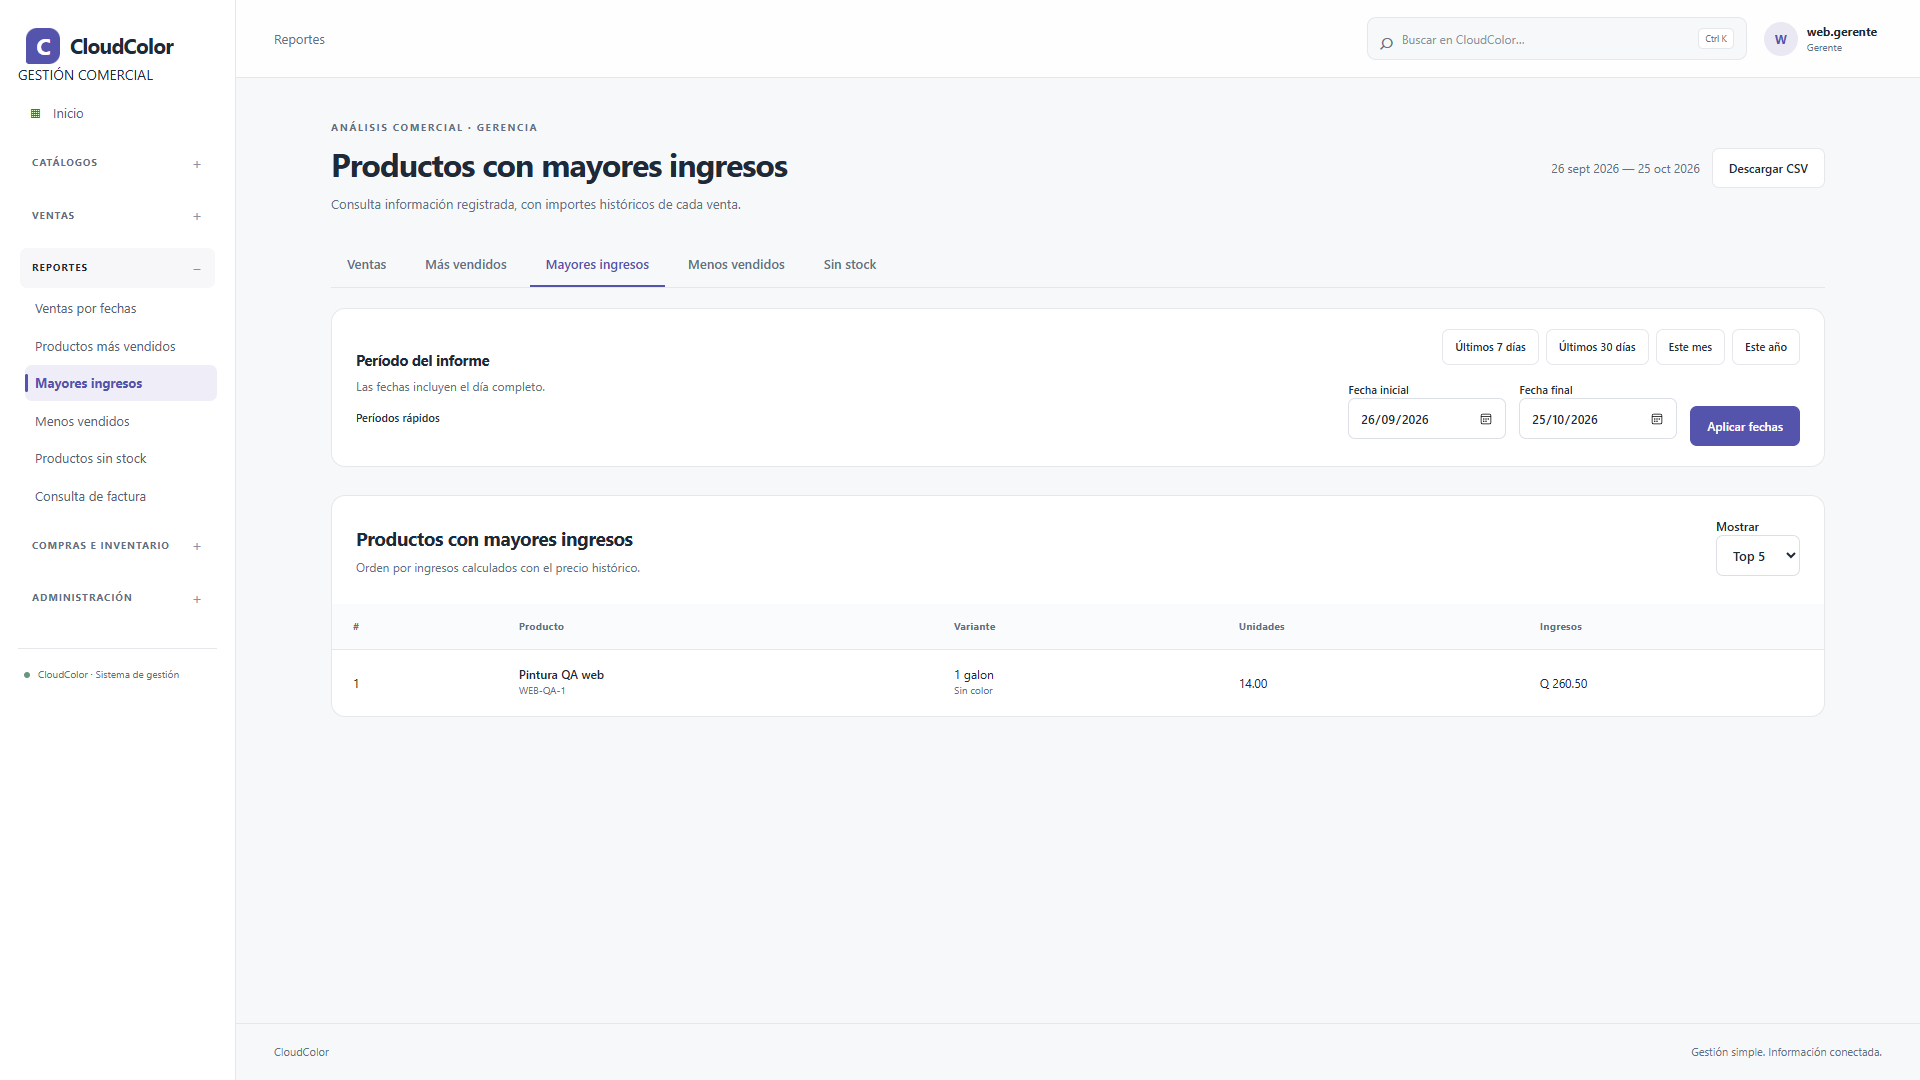 C CloudColor
GESTIÓN COMERCIAL
Inicio
CATÁLOGOS +
VENTAS +
REPORTES –
Ventas por fechas
Productos más vendidos
Mayores ingresos
Menos vendidos
Productos sin stock
Consulta de factura
COMPRAS E INVENTARIO +
ADMINISTRACIÓN +
CloudColor · Sistema de gestión
Reportes
Buscar en CloudColor...
Ctrl K
W
web.gerente
Gerente
ANÁLISIS COMERCIAL · GERENCIA
Productos con mayores ingresos
Consulta información registrada, con importes históricos de cada venta.
26 sept 2026 — 25 oct 2026
Descargar CSV
Ventas Más vendidos Mayores ingresos Menos vendidos Sin stock
Período del informe
Las fechas incluyen el día completo.
Períodos rápidos
Últimos 7 días Últimos 30 días Este mes Este año
Fecha inicial Fecha final
26/09/2026 25/10/2026
Aplicar fechas
Productos con mayores ingresos
Orden por ingresos calculados con el precio histórico.
Mostrar
Top 5
# Producto Variante Unidades Ingresos
1 Pintura QA web 1 galon 14.00 Q 260.50
WEB-QA-1 Sin color
CloudColor
Gestión simple. Información conectada.